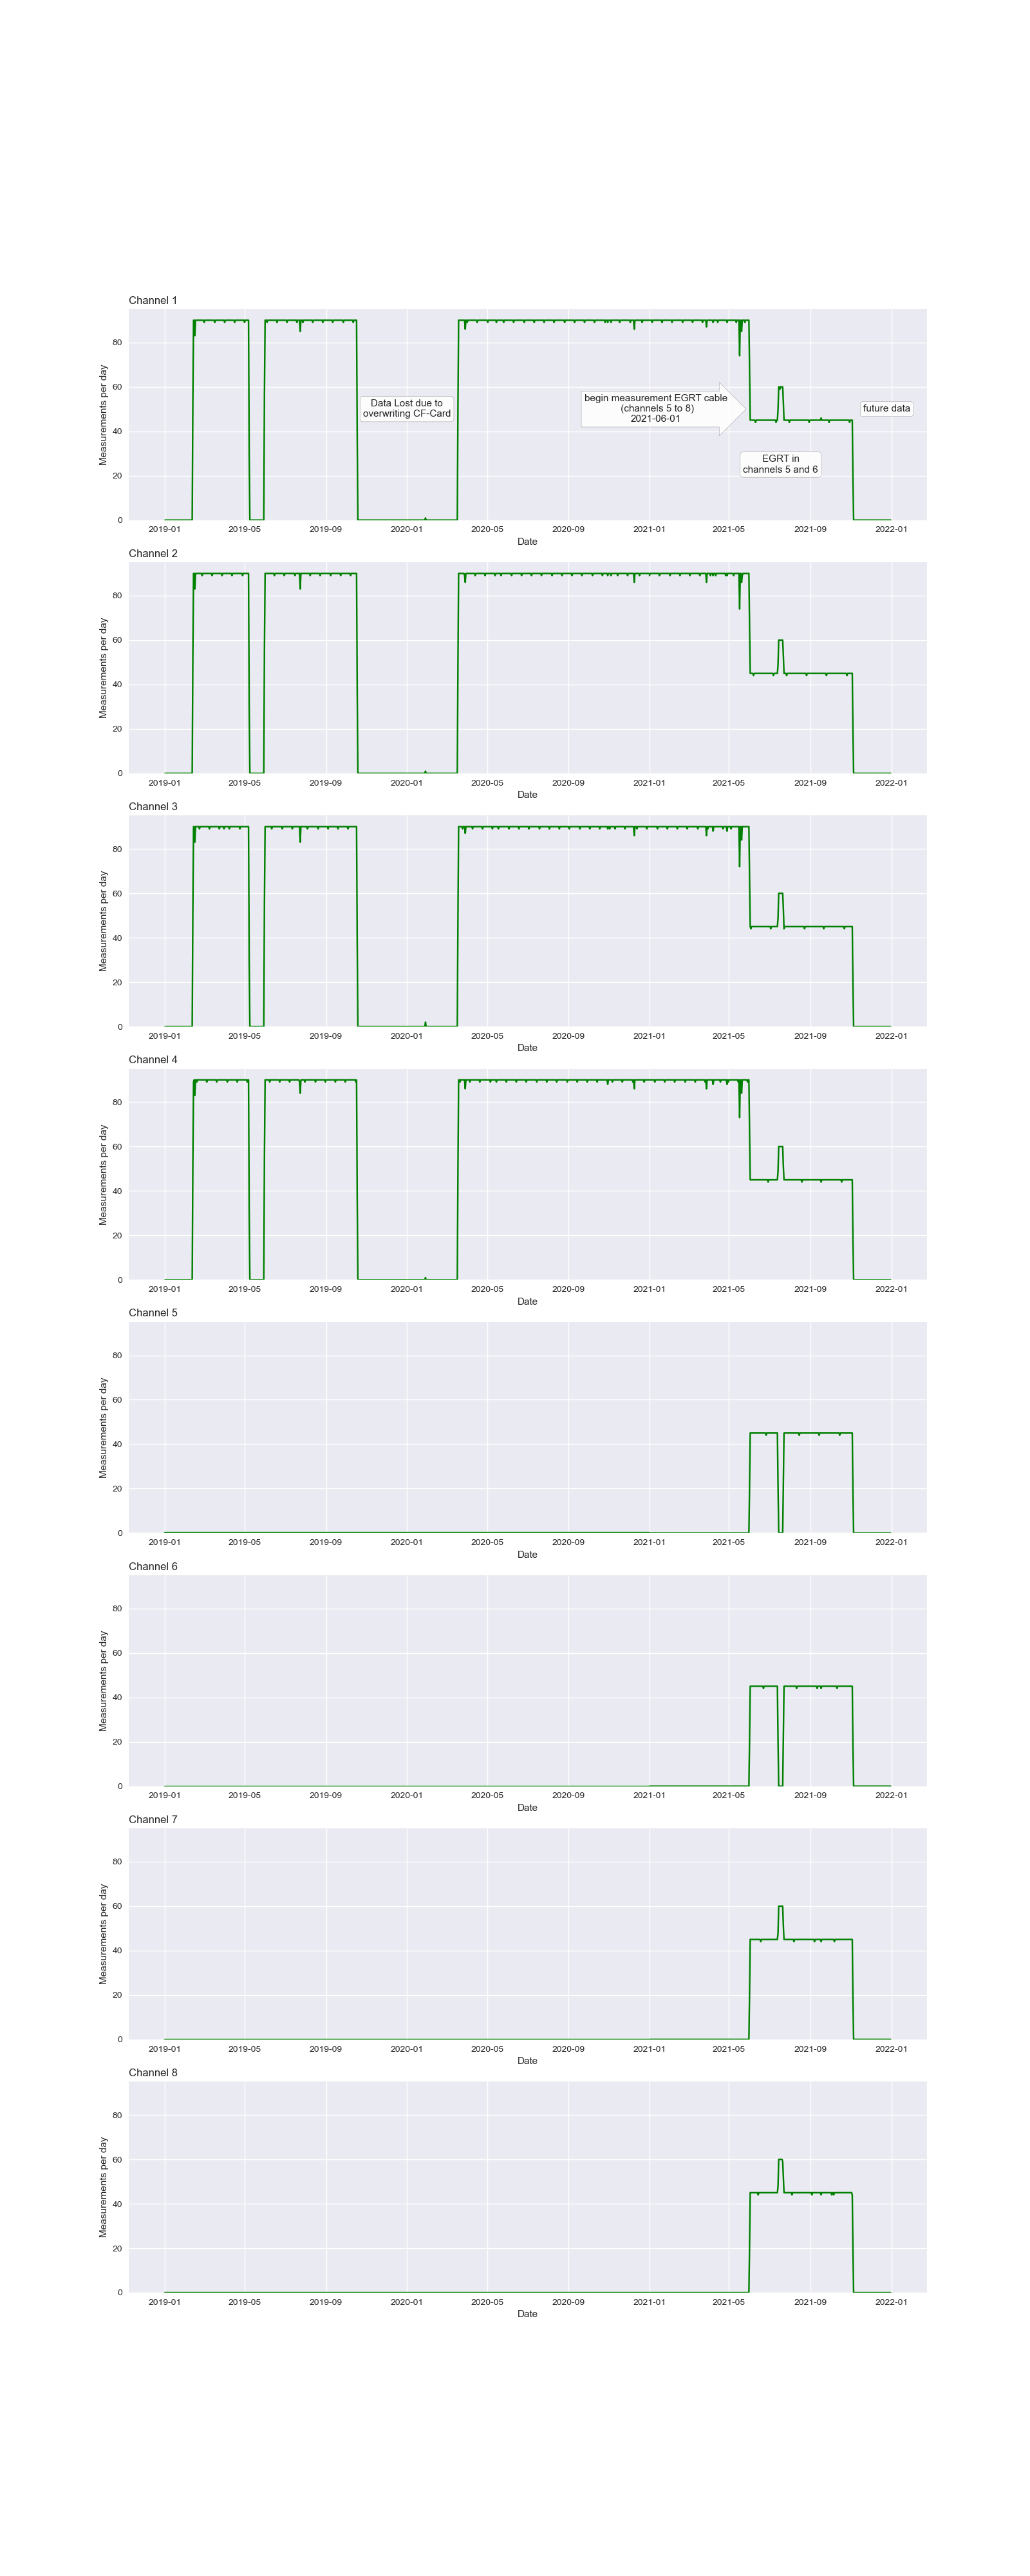 Channel 1
Measurements per day
80
60
40
20
0
Data Lost due to
overwriting CF-Card
begin measurement EGRT cable
(channels 5 to 8)
2021-06-01
future data
EGRT in
channels 5 and 6
2019-01 2019-05 2019-09 2020-01 2020-05 2020-09 2021-01 2021-05 2021-09 2022-01
Date
Channel 2
Measurements per day
80
60
40
20
0
2019-01 2019-05 2019-09 2020-01 2020-05 2020-09 2021-01 2021-05 2021-09 2022-01
Date
Channel 3
Measurements per day
80
60
40
20
0
2019-01 2019-05 2019-09 2020-01 2020-05 2020-09 2021-01 2021-05 2021-09 2022-01
Date
Channel 4
Measurements per day
80
60
40
20
0
2019-01 2019-05 2019-09 2020-01 2020-05 2020-09 2021-01 2021-05 2021-09 2022-01
Date
Channel 5
Measurements per day
80
60
40
20
0
2019-01 2019-05 2019-09 2020-01 2020-05 2020-09 2021-01 2021-05 2021-09 2022-01
Date
Channel 6
Measurements per day
80
60
40
20
0
2019-01 2019-05 2019-09 2020-01 2020-05 2020-09 2021-01 2021-05 2021-09 2022-01
Date
Channel 7
Measurements per day
80
60
40
20
0
2019-01 2019-05 2019-09 2020-01 2020-05 2020-09 2021-01 2021-05 2021-09 2022-01
Date
Channel 8
Measurements per day
80
60
40
20
0
2019-01 2019-05 2019-09 2020-01 2020-05 2020-09 2021-01 2021-05 2021-09 2022-01
Date